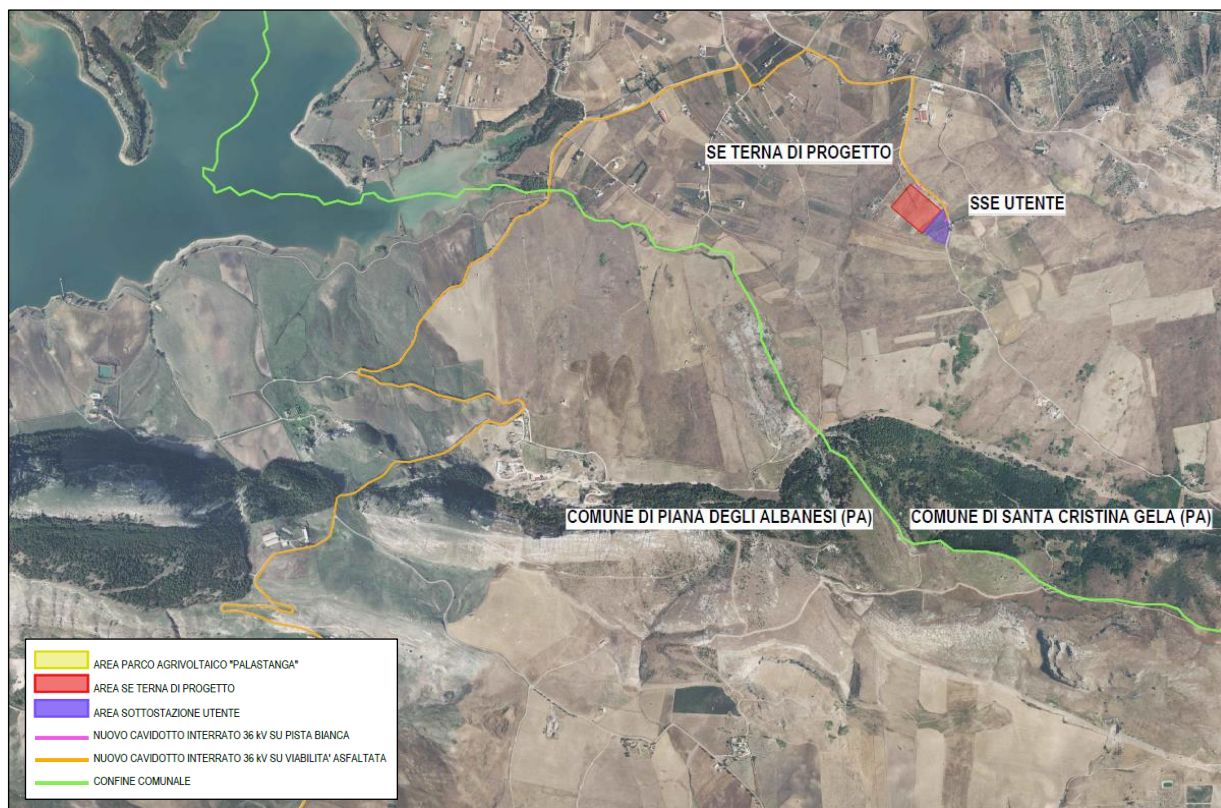 SE TERNA DI PROGETTO
SSE UTENTE
COMUNE DI PIANA DEGLI ALBANESI (PA)
COMUNE DI SANTA CRISTINA GELA (PA)
AREA PARCO AGRIVOLTAICO "PALASTANGA"
AREA SE TERNA DI PROGETTO
AREA SOTTOSTAZIONE UTENTE
NUOVO CAVIDOTTO INTERRATO 36 kV SU PISTA BIANCA
NUOVO CAVIDOTTO INTERRATO 36 kV SU VIABILITA' ASFALTATA
CONFINE COMUNALE